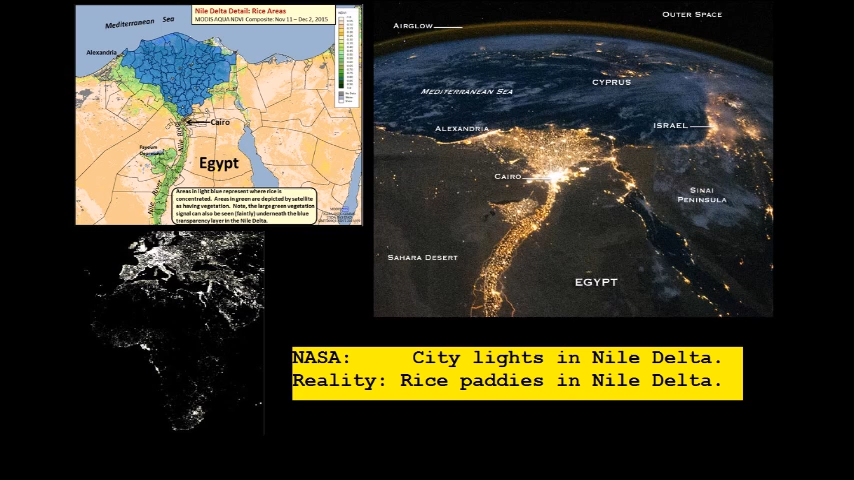 Nile Delta Detail: Rice Areas
MODIS AQUA NDVI Composite: Nov 11 – Dec 2, 2015
Mediterranean Sea
Alexandria
Cairo
Fayoum
Depression
Egypt
Nile
Areas in light blue represent where rice is
concentrated. Areas in green are depicted by satellite
as having vegetation. Note, the large green vegetation
signal can also be seen (faintly) underneath the blue
transparency layer in the Nile Delta.
OUTER SPACE
AIRGLOW
CYPRUS
MEDITERRANEAN SEA
ALEXANDRIA
ISRAEL
CAIRO
SINAI
PENINSULA
SAHARA DESERT
EGYPT
NASA: City lights in Nile Delta.
Reality: Rice paddies in Nile Delta.